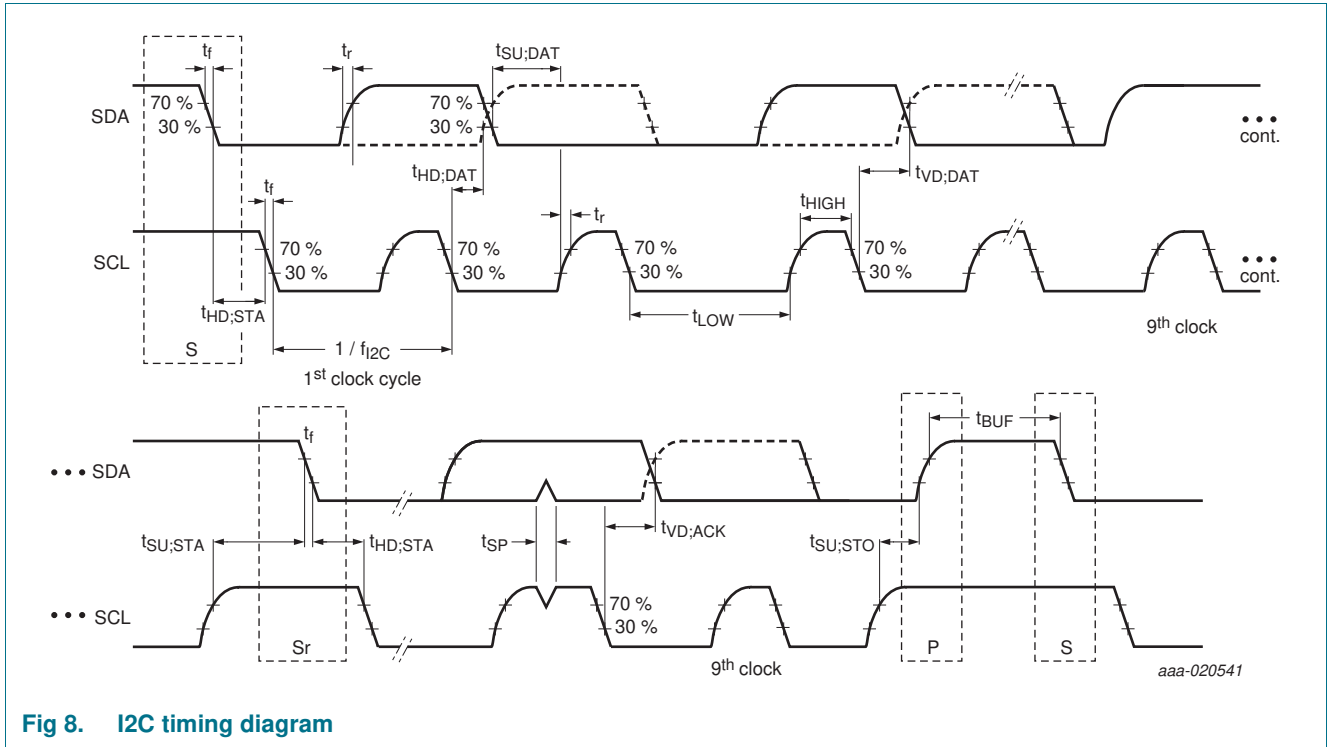 tf
tr
tSU;DAT
SDA
70 %
30 %
70 %
30 %
• • •
cont.
tHD;DAT
tVD;DAT
tf
tr
tHIGH
SCL
70 %
30 %
70 %
30 %
70 %
30 %
70 %
30 %
• • •
cont.
tHD;STA
tLOW
S
1 / fI2C
1st clock cycle
9th clock
tf
tBUF
• • • SDA
tSU;STA
tHD;STA
tSP
tVD;ACK
tSU;STO
• • • SCL
70 %
30 %
Sr
9th clock
P
S
aaa-020541
Fig 8. I2C timing diagram